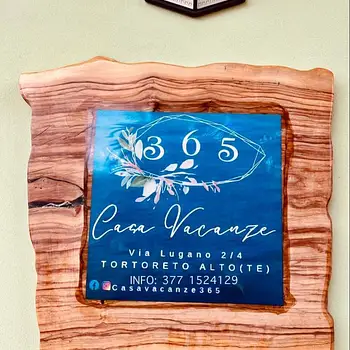 365
Casa Vacanze
Via Lugano 2/4
TORTORETO ALTO(TE)
INFO: 377 1524129
Casavacanze365